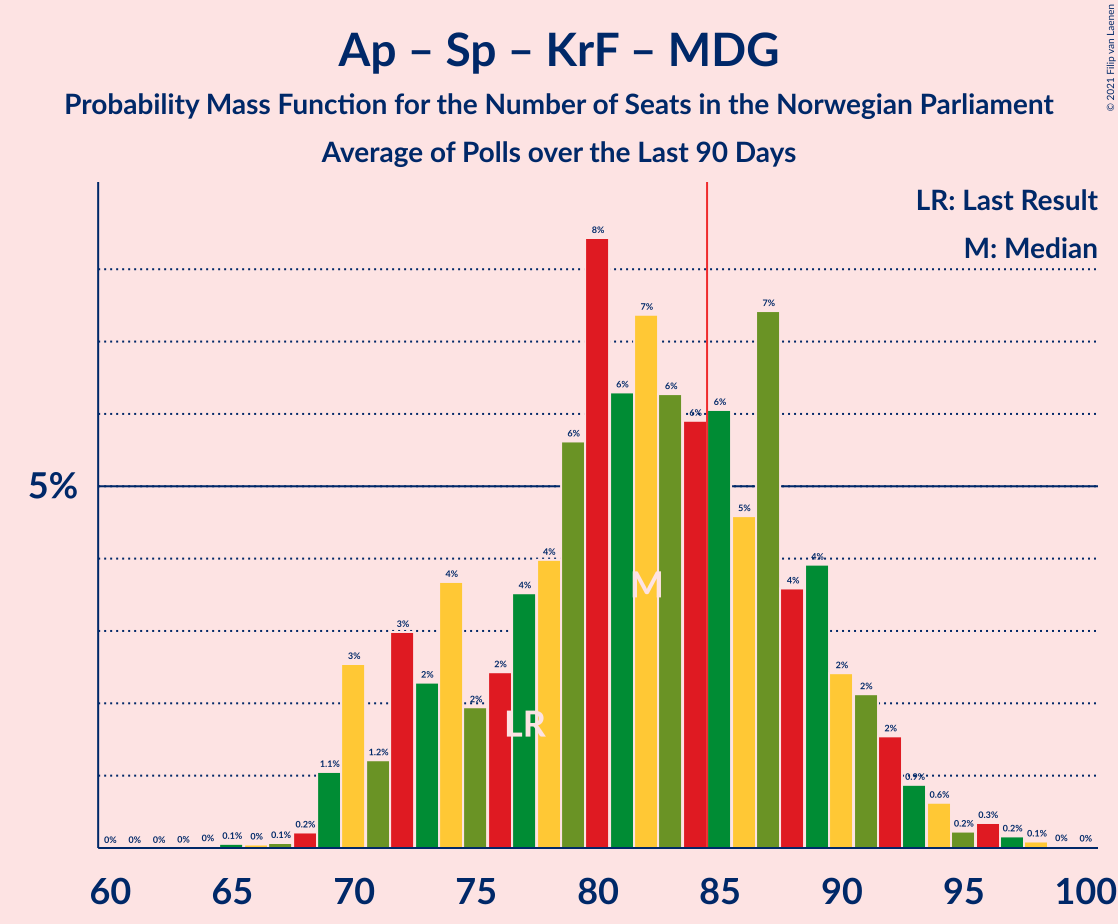 Ap – Sp – KrF – MDG
Probability Mass Function for the Number of Seats in the Norwegian Parliament
Average of Polls over the Last 90 Days
© 2021 Filip van Laenen
LR: Last Result
M: Median
5%
0% 0% 0% 0% 0% 0.1% 0% 0.1% 0.2% 1.1% 3% 1.2% 3% 2% 4% 2% 2% 4% 4% 6% 8% 6% 7% 6% 6% 6% 5% 7% 4% 4% 2% 2% 2% 0.9% 0.6% 0.2% 0.3% 0.2% 0.1% 0% 0%
M
LR
60 65 70 75 80 85 90 95 100